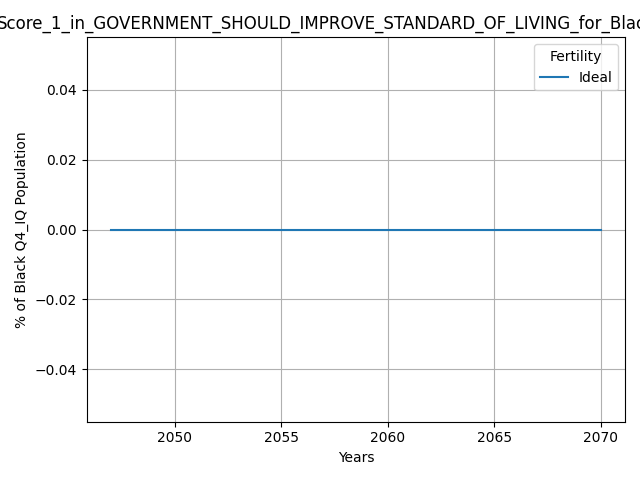 Score_1_in_GOVERNMENT_SHOULD_IMPROVE_STANDARD_OF_LIVING_for_Blac
Fertility
Ideal
0.04
0.02
0.00
−0.02
−0.04
% of Black Q4_IQ Population
2050 2055 2060 2065 2070
Years